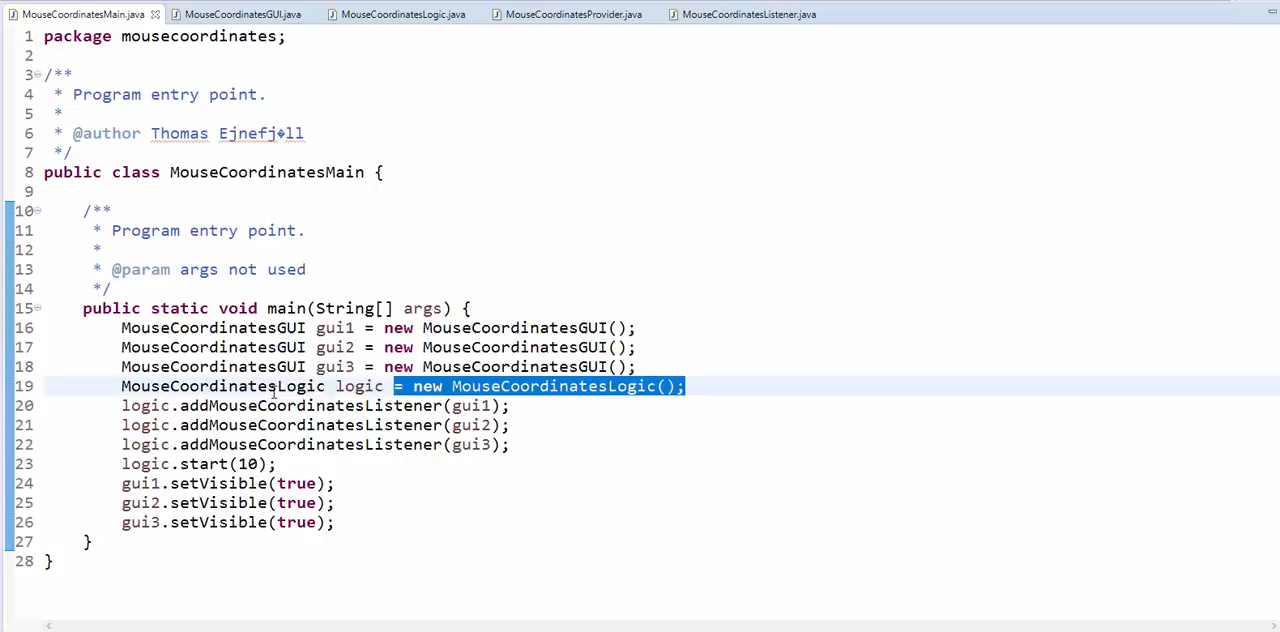 MouseCoordinatesMain.java MouseCoordinatesGUI.java MouseCoordinatesLogic.java MouseCoordinatesProvider.java MouseCoordinatesListener.java
1 package mousecoordinates;
2
3 /**
4  * Program entry point.
5  *
6  * @author Thomas Ejnefj�ll
7  */
8 public class MouseCoordinatesMain {
9
10     /**
11      * Program entry point.
12      *
13      * @param args not used
14      */
15     public static void main(String[] args) {
16         MouseCoordinatesGUI gui1 = new MouseCoordinatesGUI();
17         MouseCoordinatesGUI gui2 = new MouseCoordinatesGUI();
18         MouseCoordinatesGUI gui3 = new MouseCoordinatesGUI();
19         MouseCoordinatesLogic logic = new MouseCoordinatesLogic();
20         logic.addMouseCoordinatesListener(gui1);
21         logic.addMouseCoordinatesListener(gui2);
22         logic.addMouseCoordinatesListener(gui3);
23         logic.start(10);
24         gui1.setVisible(true);
25         gui2.setVisible(true);
26         gui3.setVisible(true);
27     }
28 }